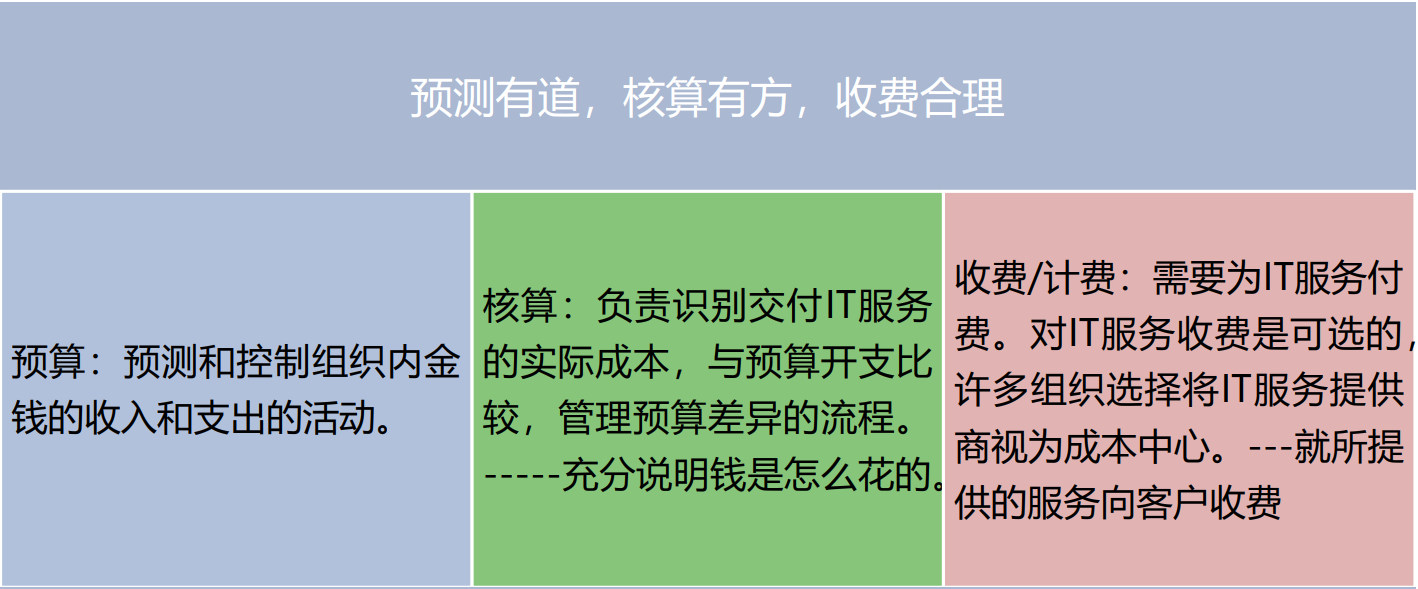 预测有道，核算有方，收费合理
预算：预测和控制组织内金
钱的收入和支出的活动。
核算：负责识别交付IT服务
的实际成本，与预算开支比
较，管理预算差异的流程。
-----充分说明钱是怎么花的。
收费/计费：需要为IT服务付
费。对IT服务收费是可选的，
许多组织选择将IT服务提供
商视为成本中心。---就所提
供的服务向客户收费